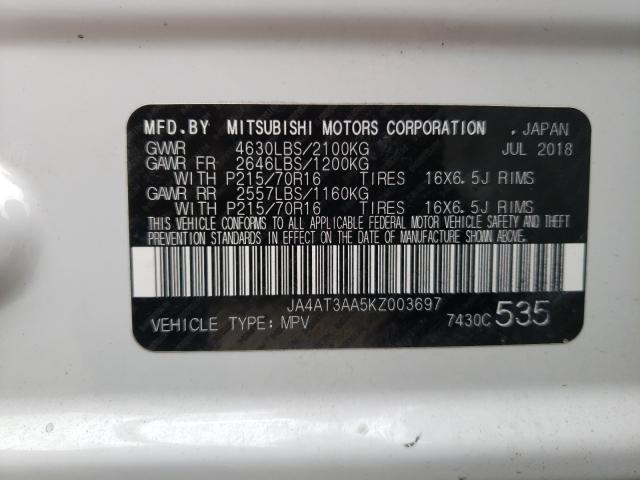 MFD.BY MITSUBISHI MOTORS CORPORATION , JAPAN
GVWR 4630LBS/2100KG JUL 2018
GAWR FR 2646LBS/1200KG
WITH P215/70R16 TIRES 16X6.5J RIMS
GAWR RR 2557LBS/1160KG
WITH P215/70R16 TIRES 16X6.5J RIMS
THIS VEHICLE CONFORMS TO ALL APPLICABLE FEDERAL MOTOR VEHICLE SAFETY AND THEFT
PREVENTION STANDARDS IN EFFECT ON THE DATE OF MANUFACTURE SHOWN ABOVE.
JA4AT3AA5KZ003697
VEHICLE TYPE: MPV 7430C 535